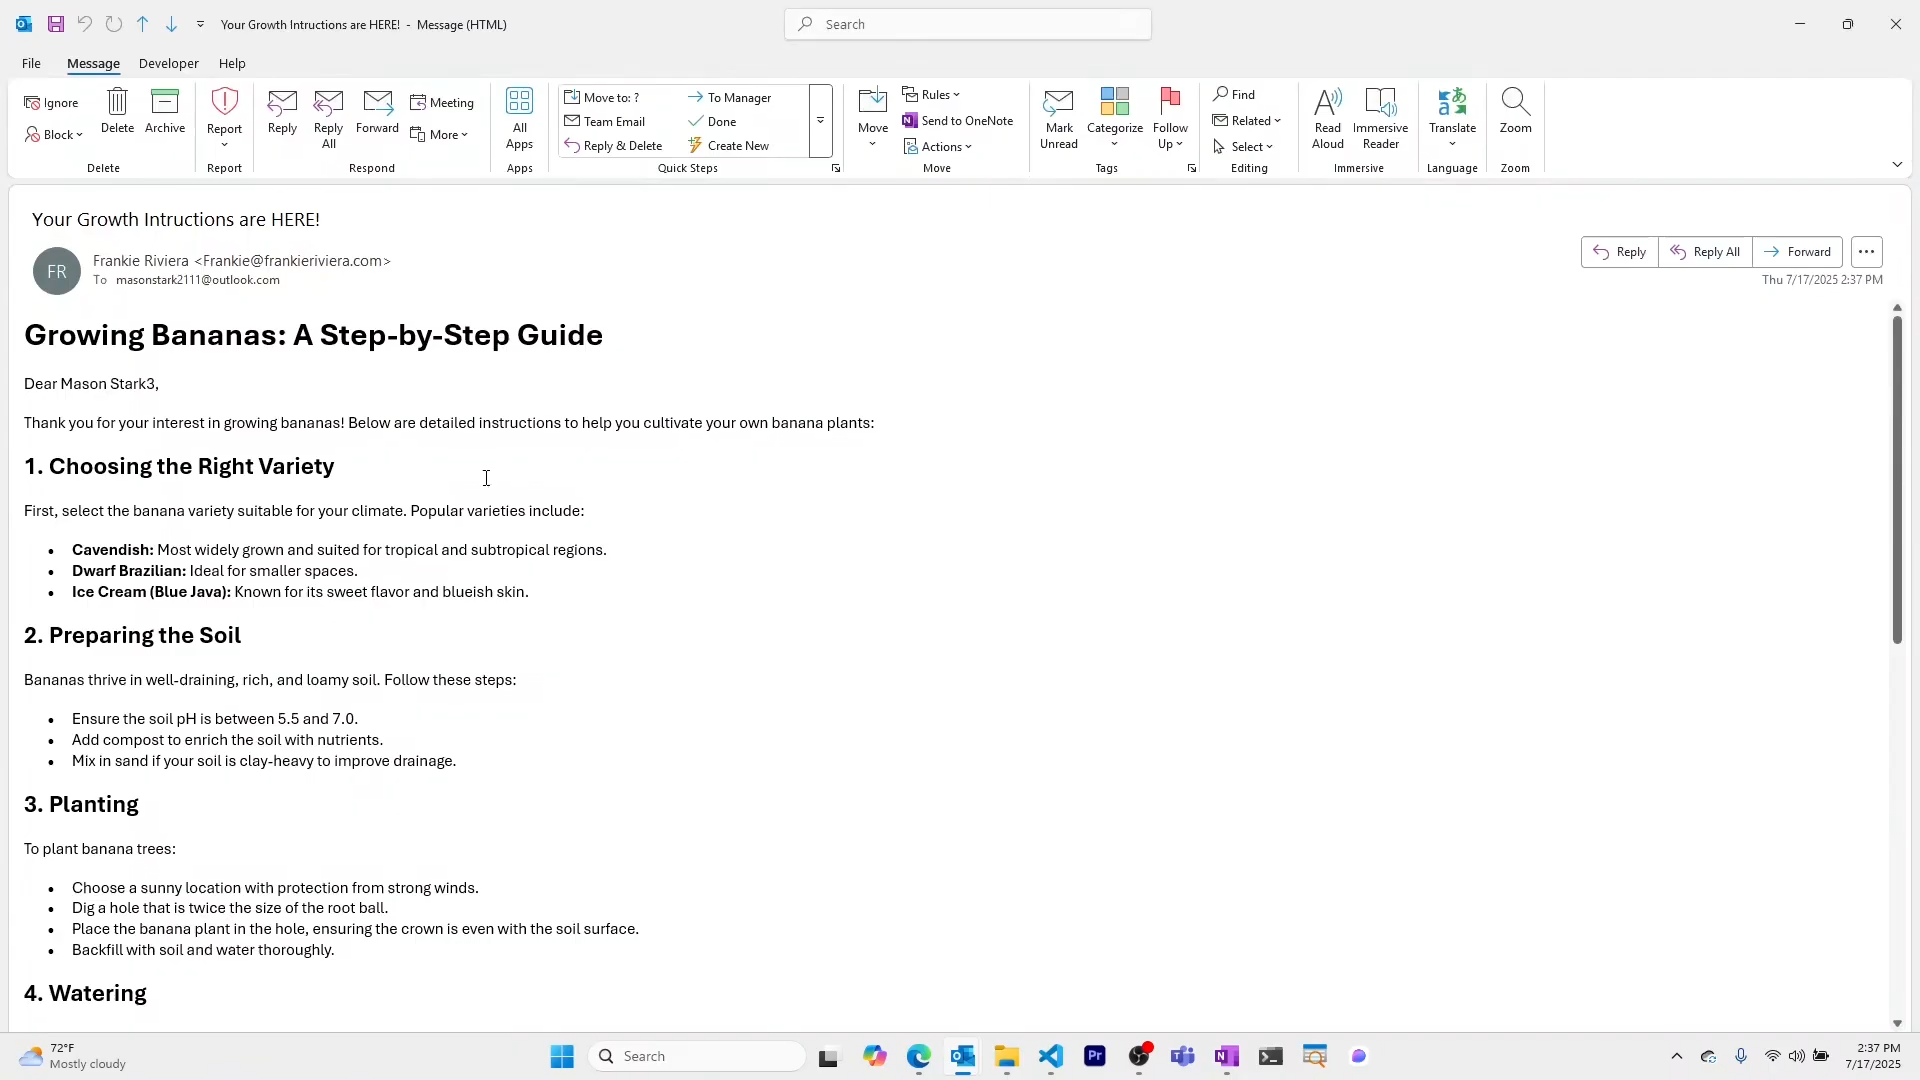 Your Growth Intructions are HERE! - Message (HTML)
Search
File Message Developer Help
Ignore
Block
Delete
Archive
Delete
Report
Report
Reply
Reply All
Forward
Meeting
More
Respond
All Apps
Apps
Move to: ?
Team Email
Reply & Delete
To Manager
Done
Create New
Quick Steps
Move
Rules
Send to OneNote
Actions
Move
Mark Unread
Categorize
Follow Up
Tags
Find
Related
Select
Editing
Read Aloud
Immersive Reader
Immersive
Translate
Language
Zoom
Zoom
Your Growth Intructions are HERE!
FR
Frankie Riviera <Frankie@frankieriviera.com>
To masonstark2111@outlook.com
Reply Reply All Forward
Thu 7/17/2025 2:37 PM
Growing Bananas: A Step-by-Step Guide
Dear Mason Stark3,
Thank you for your interest in growing bananas! Below are detailed instructions to help you cultivate your own banana plants:
1. Choosing the Right Variety
First, select the banana variety suitable for your climate. Popular varieties include:
• Cavendish: Most widely grown and suited for tropical and subtropical regions.
• Dwarf Brazilian: Ideal for smaller spaces.
• Ice Cream (Blue Java): Known for its sweet flavor and blueish skin.
2. Preparing the Soil
Bananas thrive in well-draining, rich, and loamy soil. Follow these steps:
• Ensure the soil pH is between 5.5 and 7.0.
• Add compost to enrich the soil with nutrients.
• Mix in sand if your soil is clay-heavy to improve drainage.
3. Planting
To plant banana trees:
• Choose a sunny location with protection from strong winds.
• Dig a hole that is twice the size of the root ball.
• Place the banana plant in the hole, ensuring the crown is even with the soil surface.
• Backfill with soil and water thoroughly.
4. Watering
72°F
Mostly cloudy
Search
Pr
2:37 PM
7/17/2025